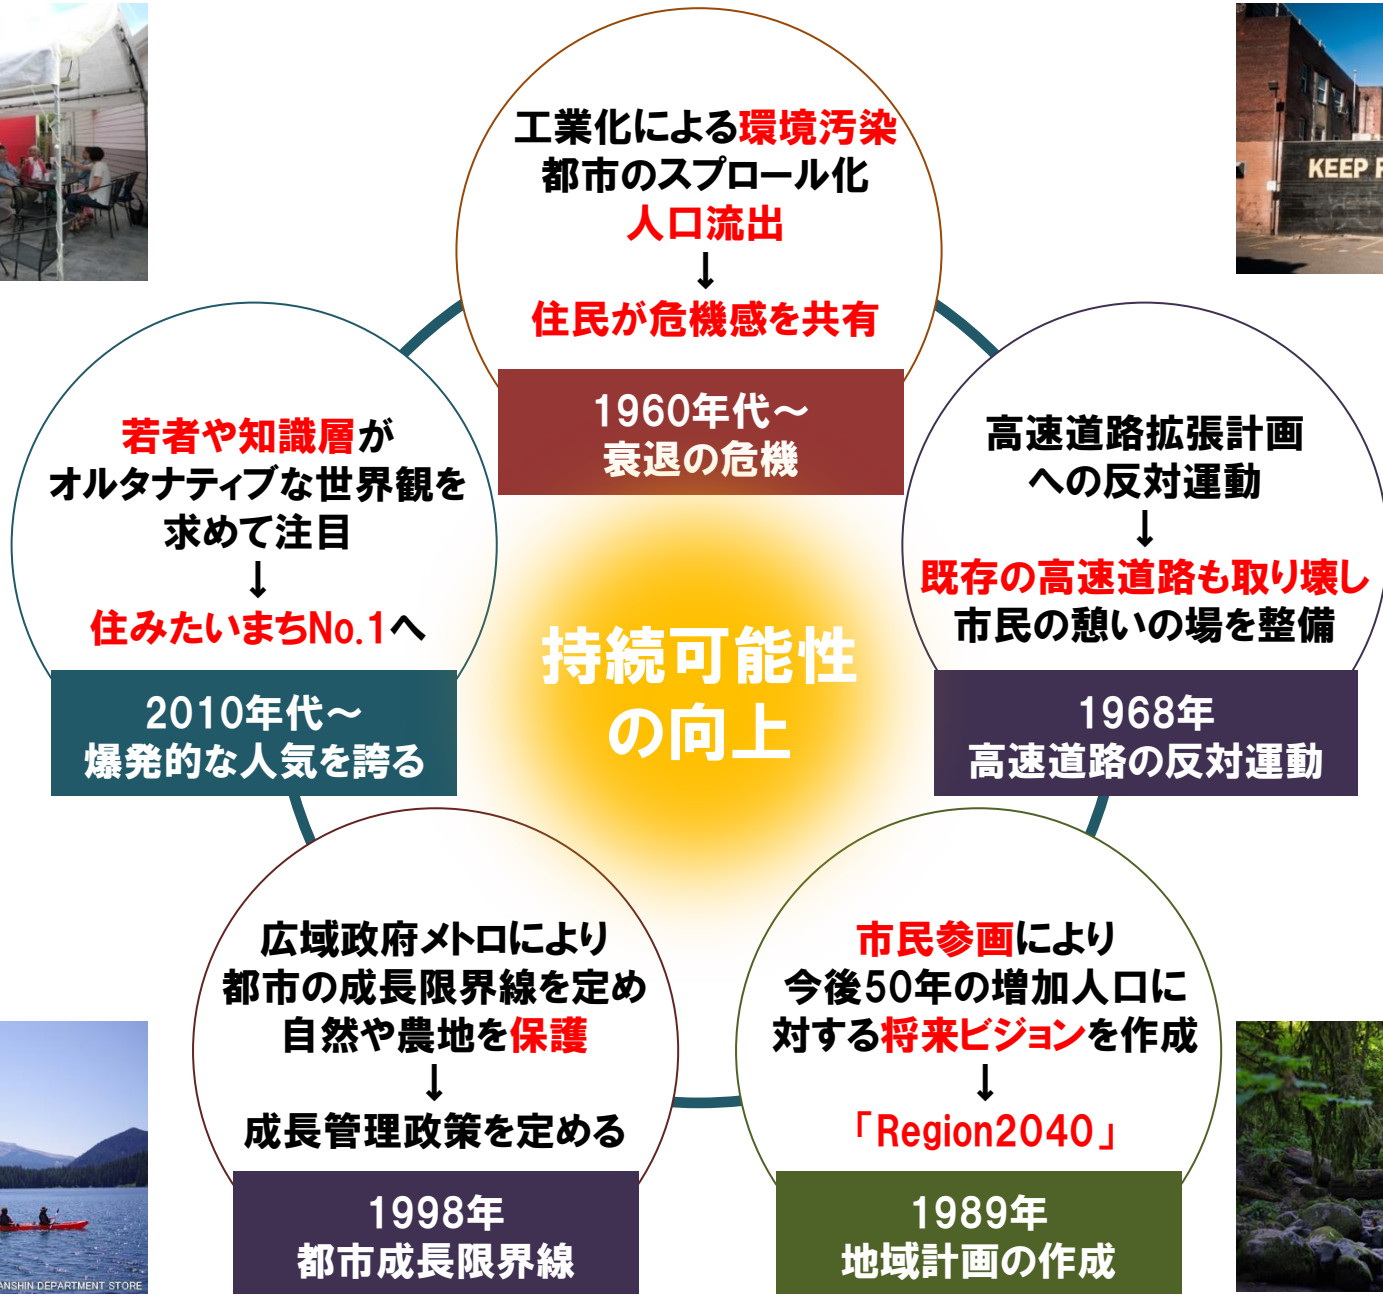 工業化による環境汚染
都市のスプロール化
人口流出
↓
住民が危機感を共有
1960年代～
衰退の危機
高速道路拡張計画
への反対運動
↓
既存の高速道路も取り壊し
市民の憩いの場を整備
1968年
高速道路の反対運動
市民参画により
今後50年の増加人口に
対する将来ビジョンを作成
↓
「Region2040」
1989年
地域計画の作成
広域政府メトロにより
都市の成長限界線を定め
自然や農地を保護
↓
成長管理政策を定める
1998年
都市成長限界線
若者や知識層が
オルタナティブな世界観を
求めて注目
↓
住みたいまちNo.1へ
2010年代～
爆発的な人気を誇る
持続可能性
の向上
KEEP
ANSHIN DEPARTMENT STORE